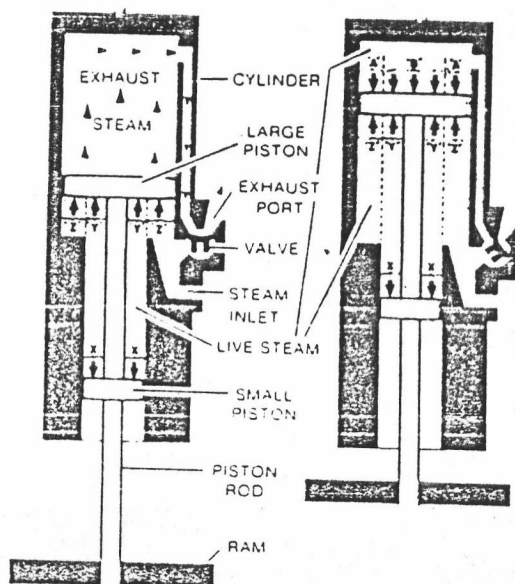 EXHAUST
STEAM
CYLINDER
LARGE
PISTON
EXHAUST
PORT
VALVE
STEAM
INLET
LIVE STEAM
SMALL
PISTON
PISTON
ROD
RAM
Z Y Y Z
X X
A B B A
Z Y Y Z
X X